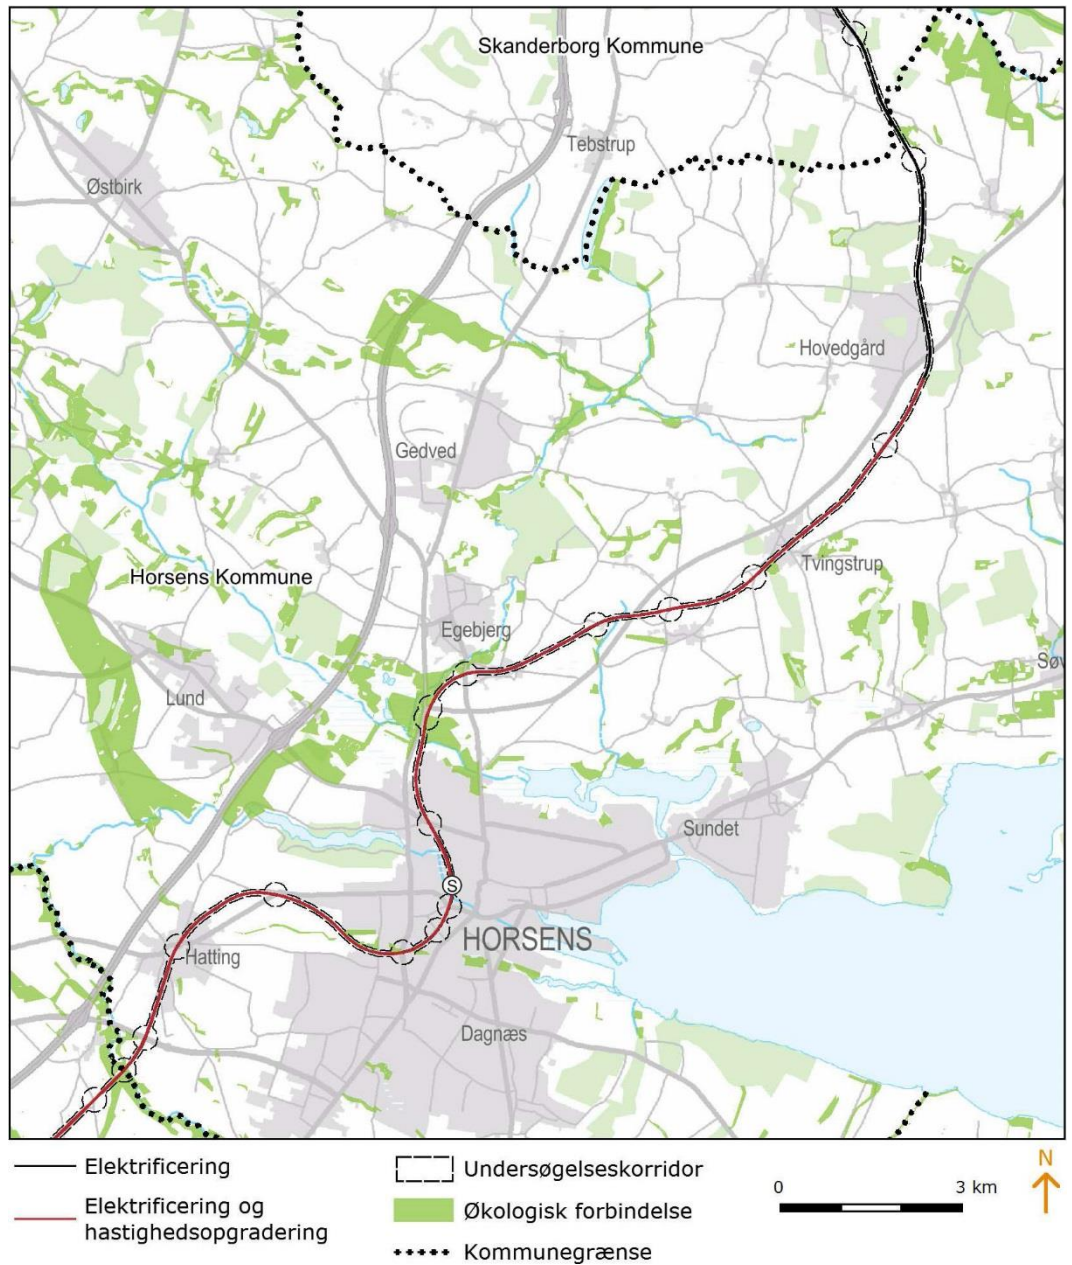 Skanderborg Kommune
Tebstrup
Østbirk
Hovedgård
Gedved
Tvingstrup
Horsens Kommune
Egebjerg
Søv
Lund
Sundet
S
HORSENS
Hatting
Dagnæs
Elektrificering
Elektrificering og
hastighedsopgradering
Undersøgelseskorridor
Økologisk forbindelse
Kommunegrænse
0 3 km
N